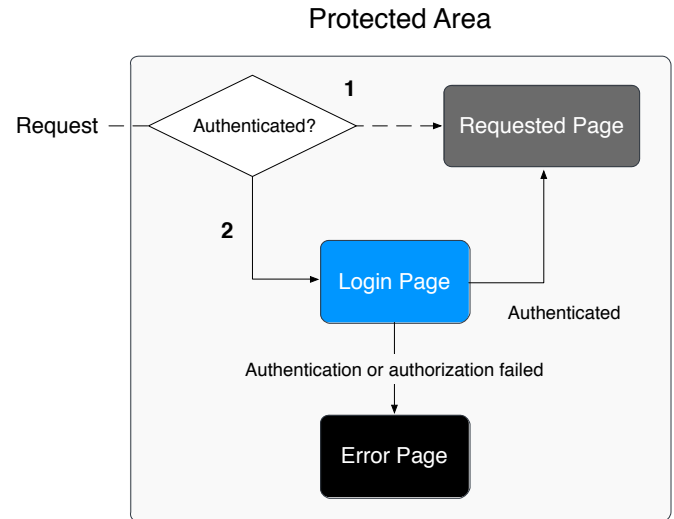 Protected Area
1
Request
Authenticated?
Requested Page
2
Login Page
Authenticated
Authentication or authorization failed
Error Page